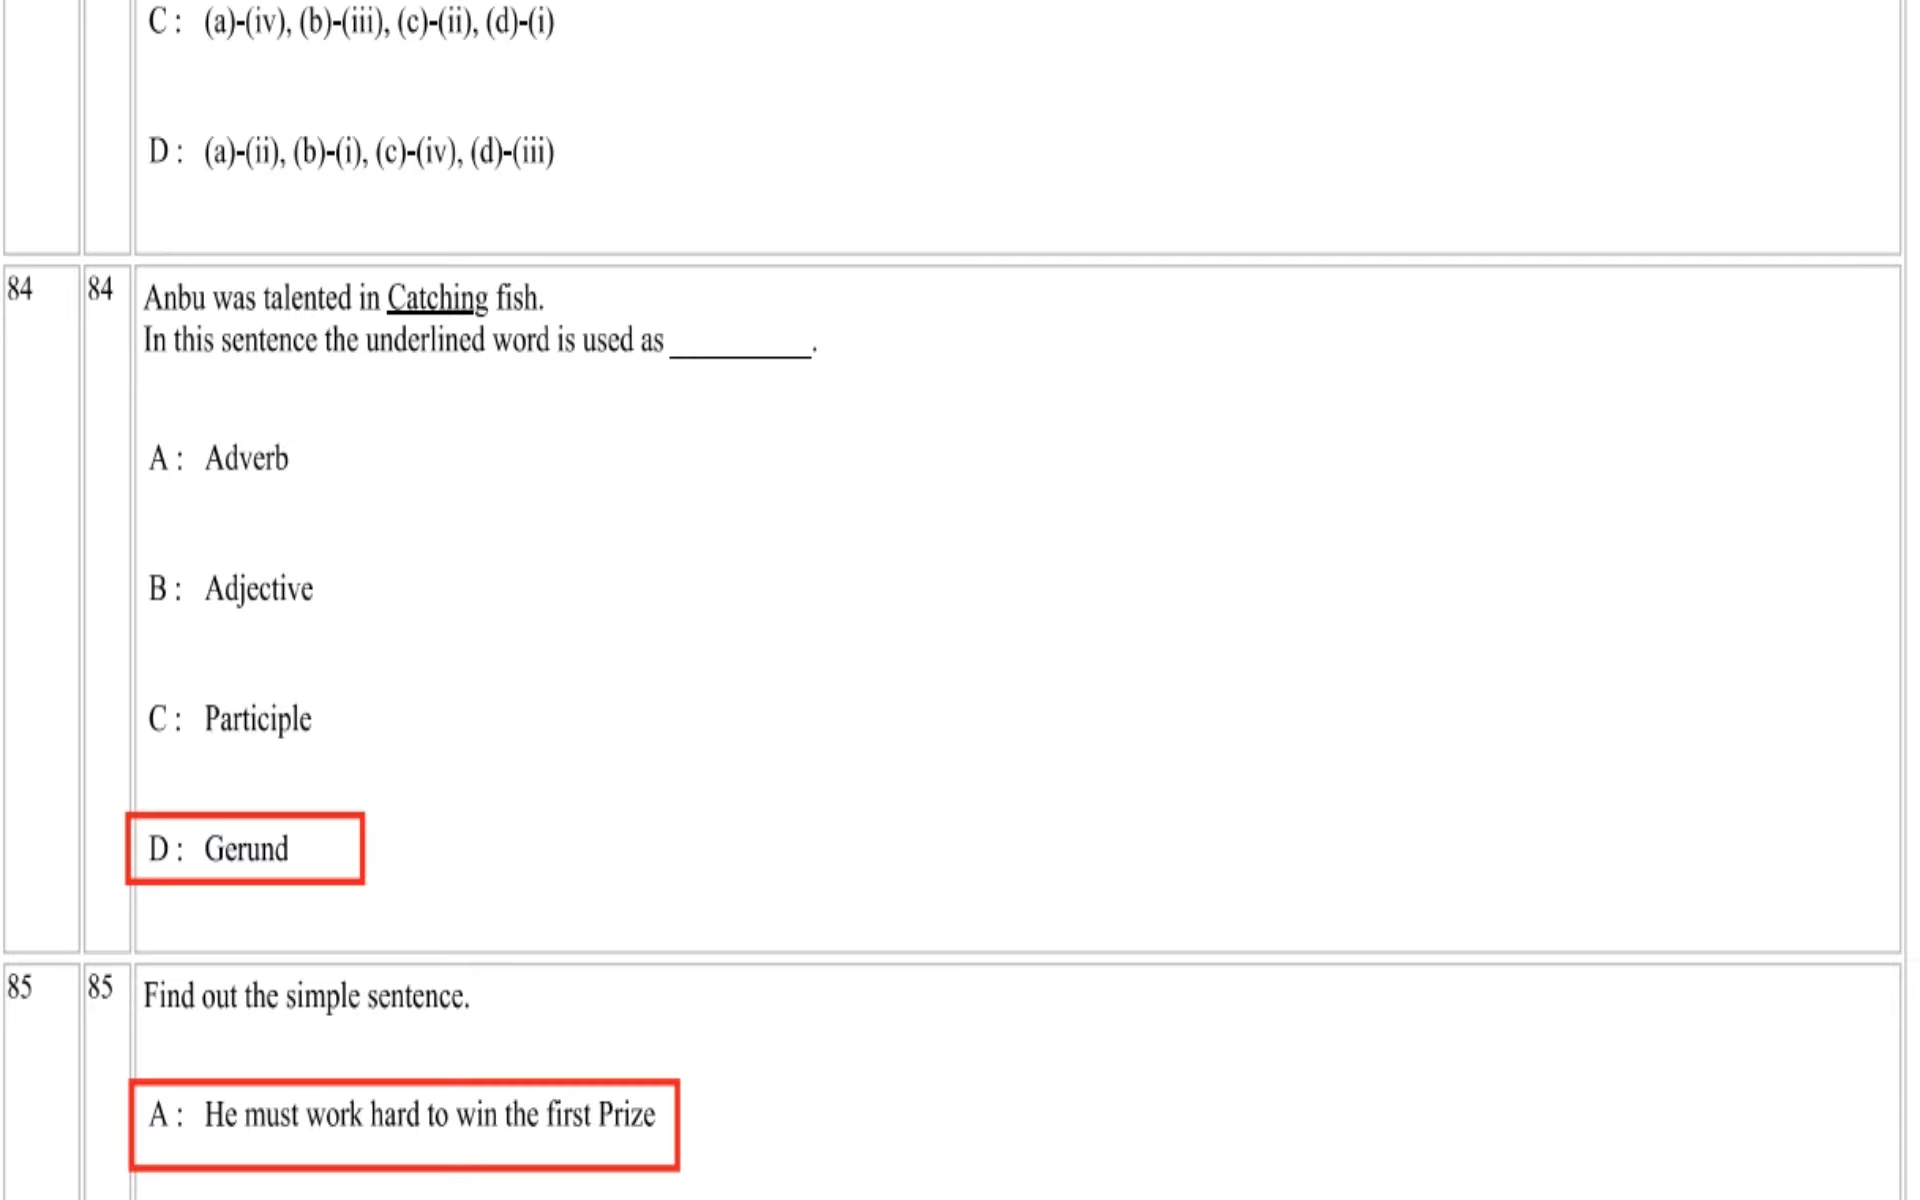 C : (a)-(iv), (b)-(iii), (c)-(ii), (d)-(i)
D : (a)-(ii), (b)-(i), (c)-(iv), (d)-(iii)
84 84 Anbu was talented in Catching fish.
In this sentence the underlined word is used as _________.
A : Adverb
B : Adjective
C : Participle
D : Gerund
85 85 Find out the simple sentence.
A : He must work hard to win the first Prize